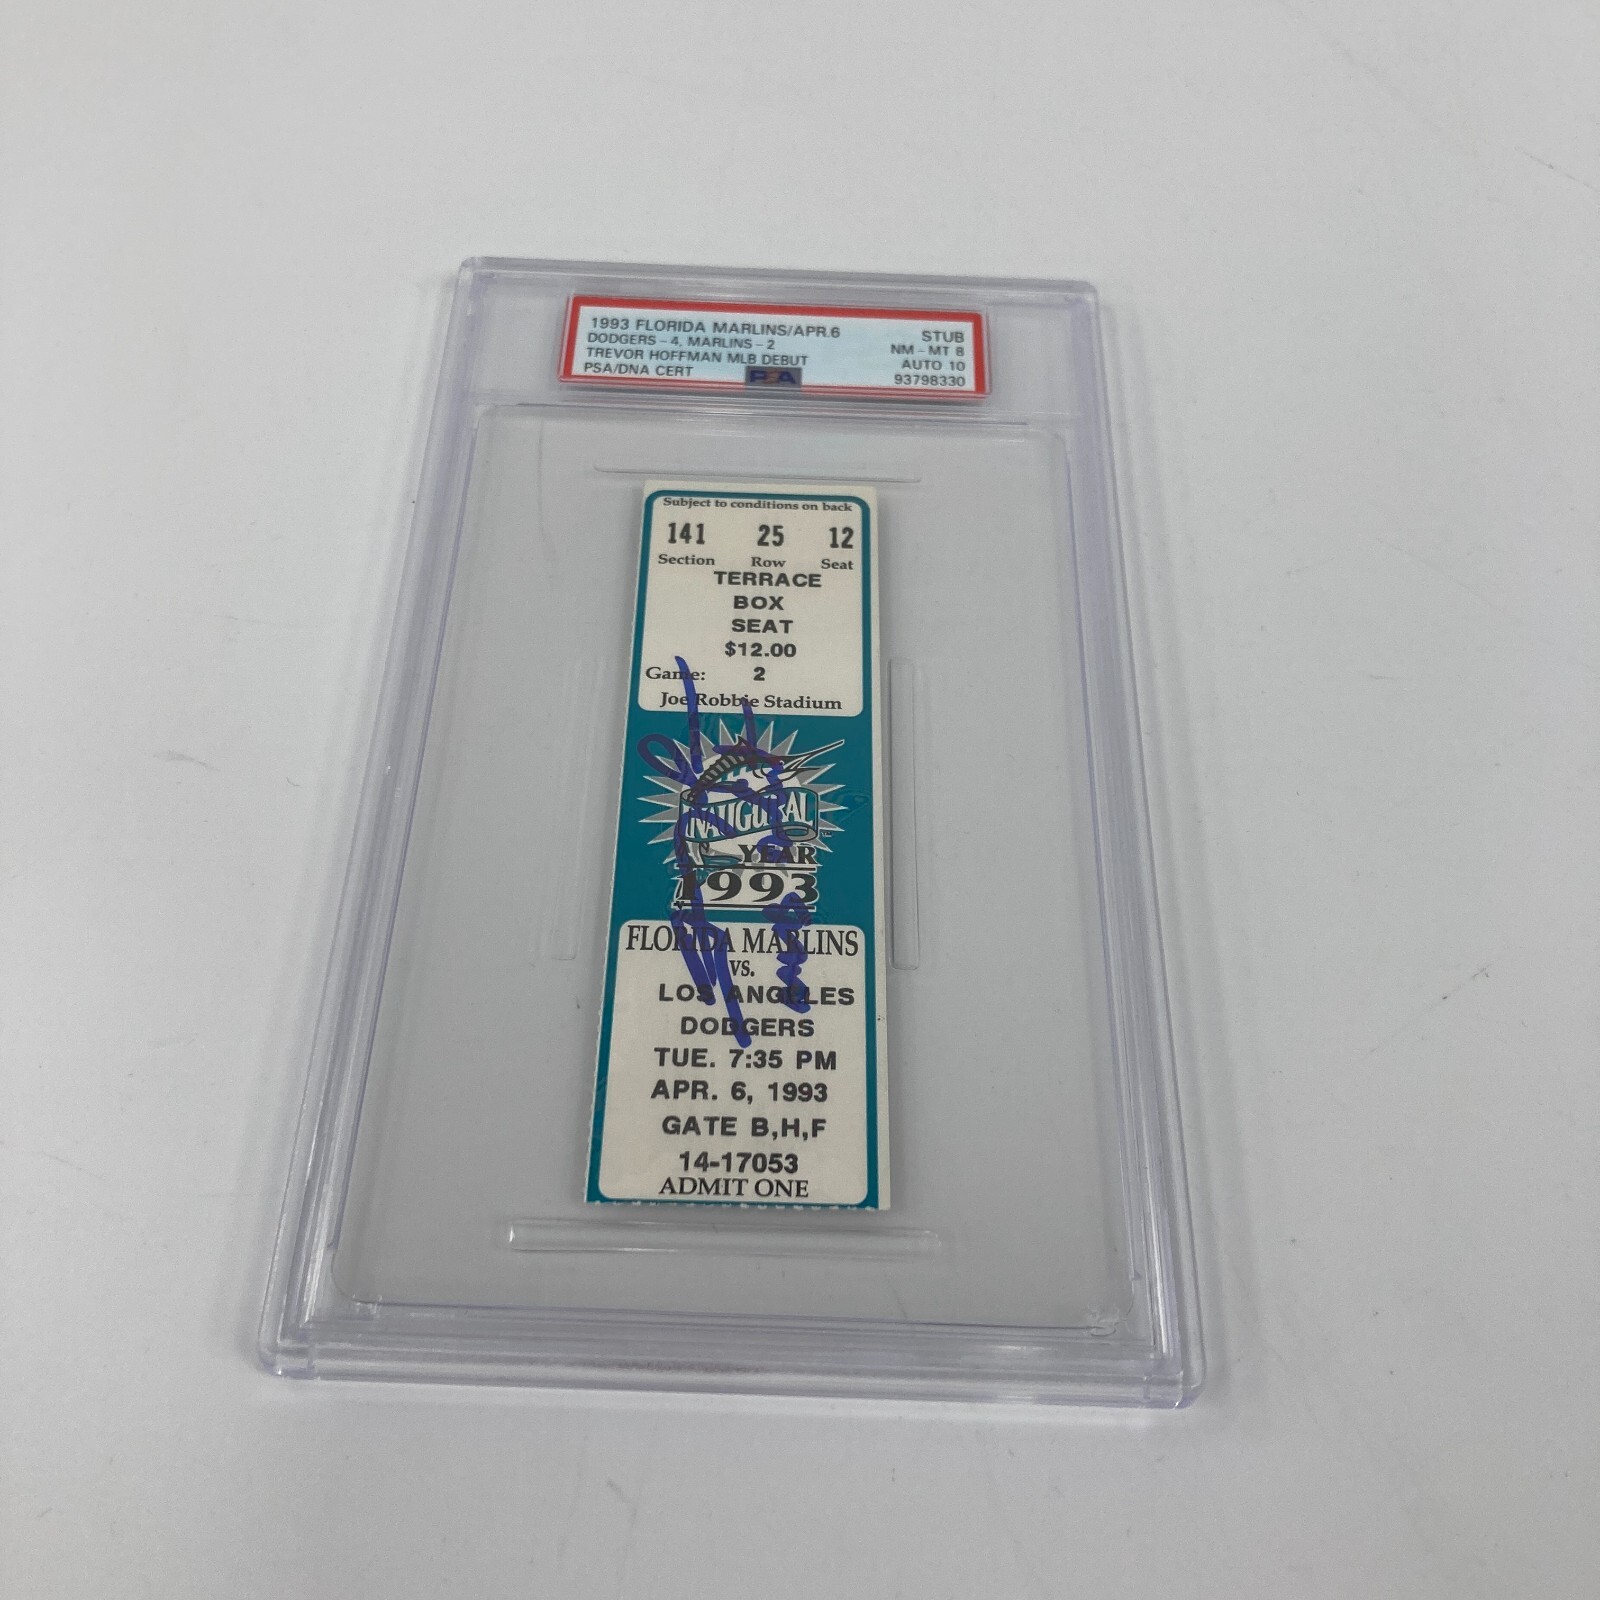 1993 FLORIDA MARLINS/APR.6 STUB
DODGERS - 4, MARLINS - 2 NM - MT 8
TREVOR HOFFMAN MLB DEBUT AUTO 10
PSA/DNA CERT PSA 93798330
Subject to conditions on back
141 25 12
Section Row Seat
TERRACE
BOX
SEAT
$12.00
Game: 2
Joe Robbie Stadium
INAUGURAL
YEAR
1993
FLORIDA MARLINS
VS.
LOS ANGELES
DODGERS
TUE. 7:35 PM
APR. 6, 1993
GATE B,H,F
14-17053
ADMIT ONE